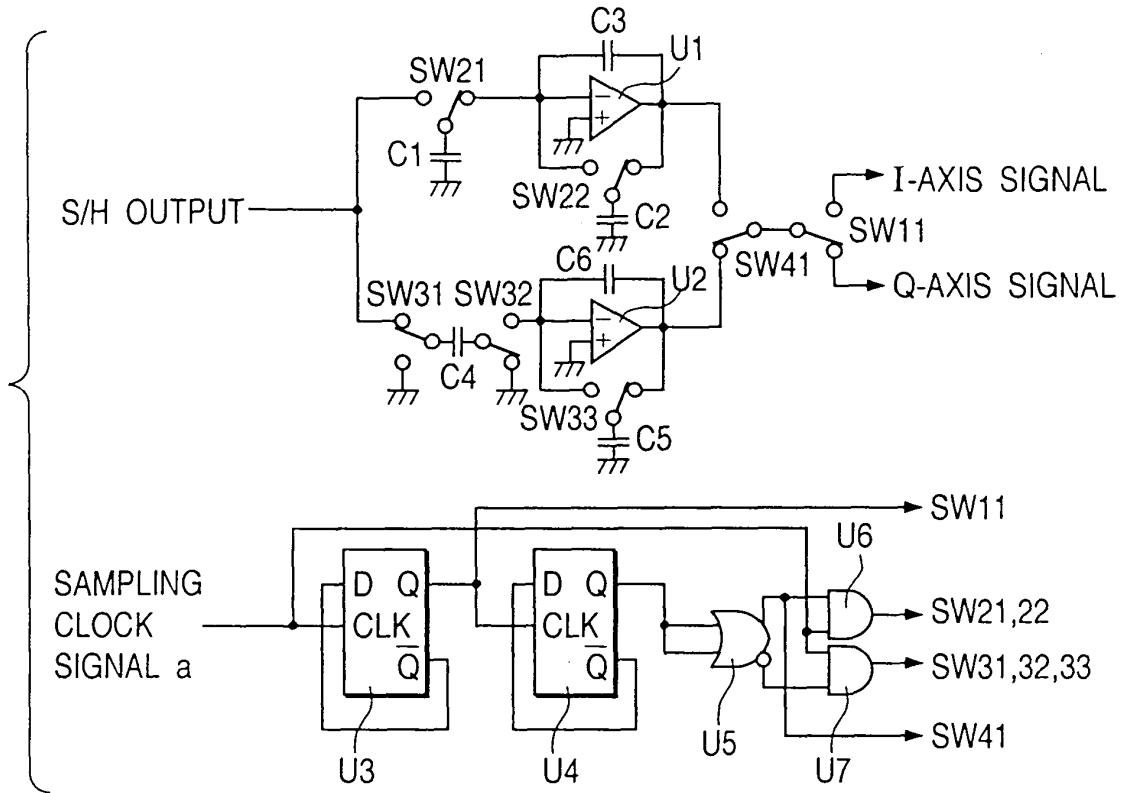 C3
U1
SW21
C1
SW22
C2
S/H OUTPUT
I-AXIS SIGNAL
SW11
SW41
Q-AXIS SIGNAL
C6
U2
SW31
SW32
C4
SW33
C5
SW11
U6
SAMPLING
CLOCK
SIGNAL a
D Q
CLK
Q
D Q
CLK
Q
SW21,22
SW31,32,33
SW41
U3
U4
U5
U7